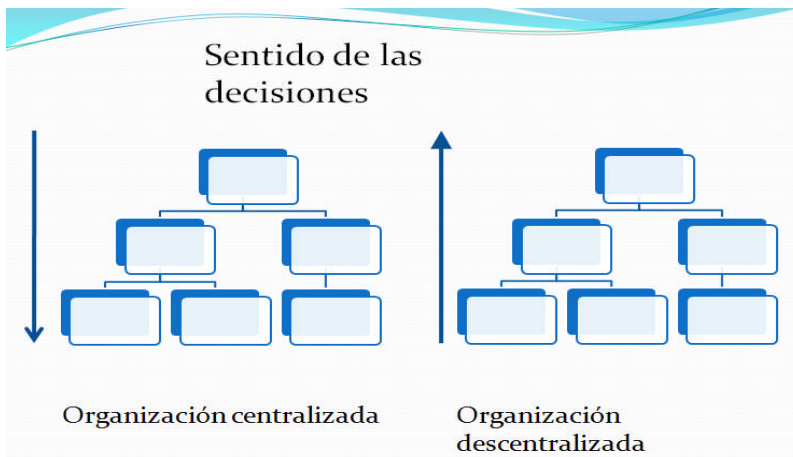 Sentido de las
decisiones
Organización centralizada
Organización
descentralizada